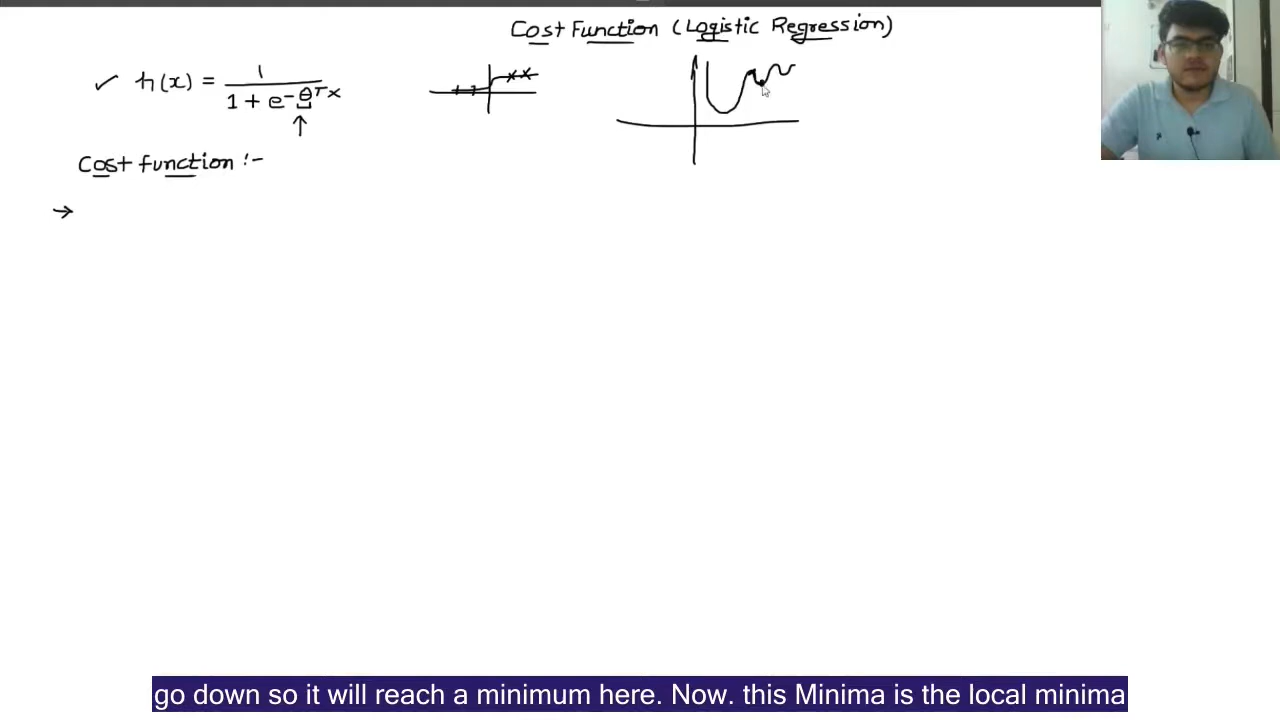 Cost Function (Logistic Regression)
h(x) = 1 / (1 + e^{-θ^T x})
Cost function :-
go down so it will reach a minimum here. Now. this Minima is the local minima